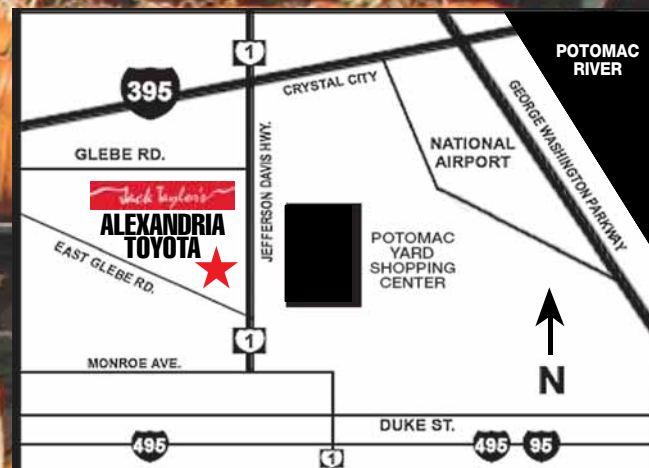 1
POTOMAC
RIVER
395
CRYSTAL CITY
GEORGE WASHINGTON PARKWAY
GLEBE RD.
NATIONAL
AIRPORT
JEFFERSON DAVIS HWY.
Jack Taylor's
ALEXANDRIA
TOYOTA
EAST GLEBE RD.
POTOMAC
YARD
SHOPPING
CENTER
1
MONROE AVE.
N
DUKE ST.
495
1
495
95